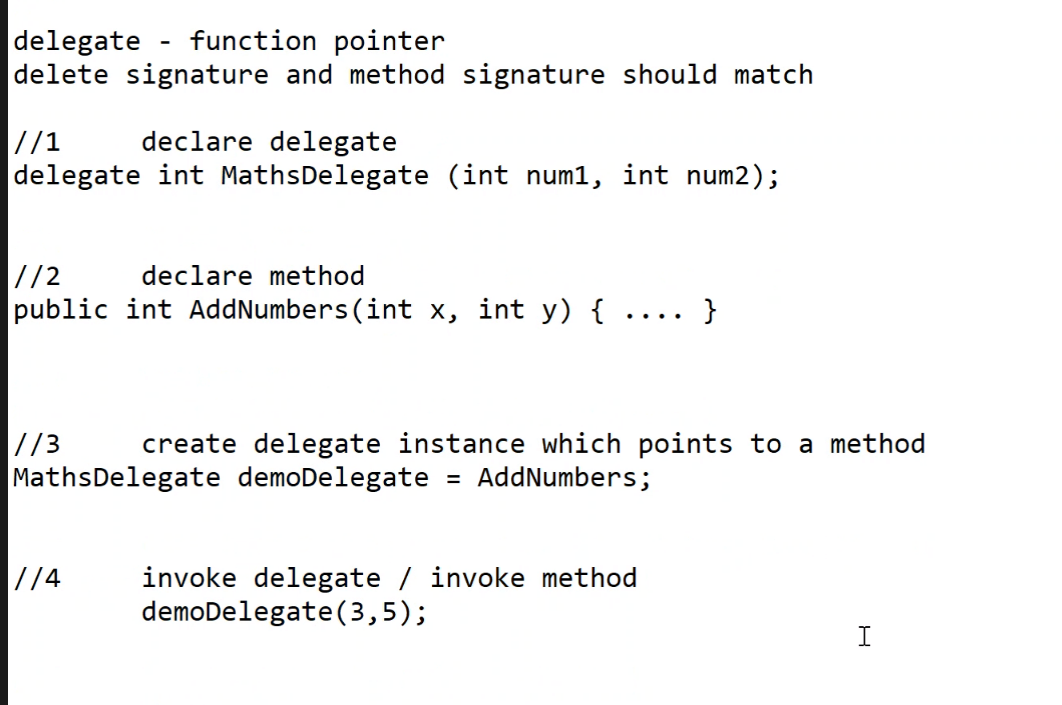 delegate - function pointer
delete signature and method signature should match
//1 declare delegate
delegate int MathsDelegate (int num1, int num2);
//2 declare method
public int AddNumbers(int x, int y) { .... }
//3 create delegate instance which points to a method
MathsDelegate demoDelegate = AddNumbers;
//4 invoke delegate / invoke method
demoDelegate(3,5);